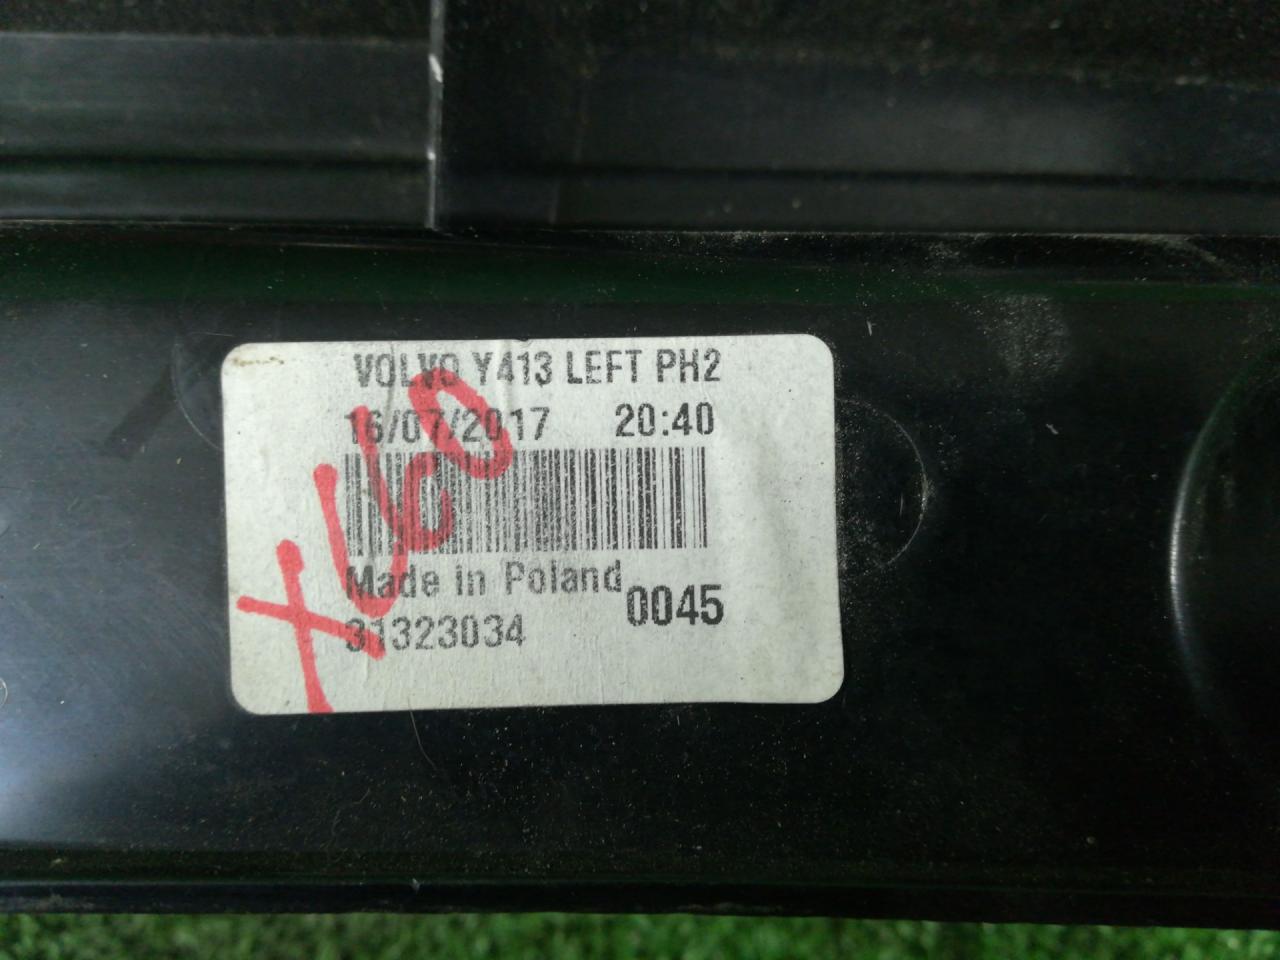 VOLVO Y413 LEFT PH2
16/07/2017 20:40
Made in Poland
0045
31323034
XC60